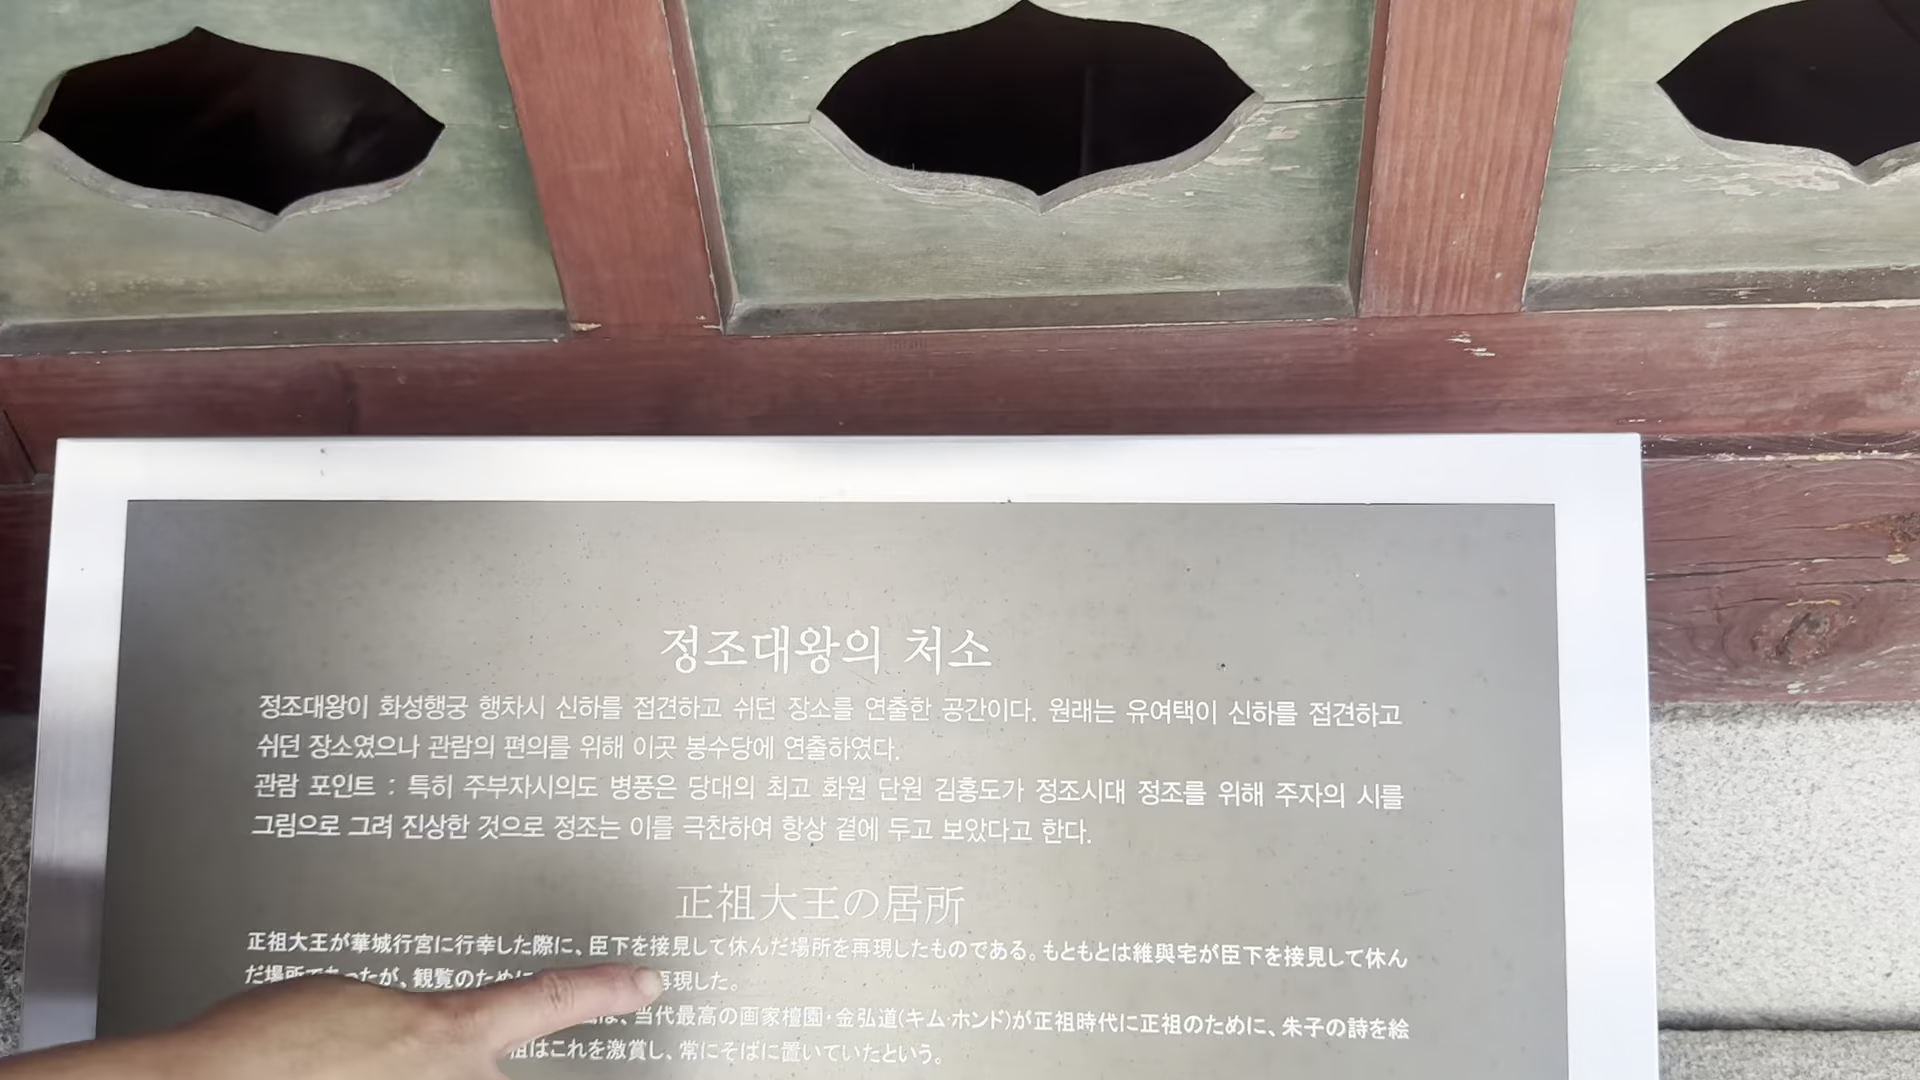 정조대왕의 처소
정조대왕이 화성행궁 행차시 신하를 접견하고 쉬던 장소를 연출한 공간이다. 원래는 유여택이 신하를 접견하고
쉬던 장소였으나 관람의 편의를 위해 이곳 봉수당에 연출하였다.
관람 포인트 : 특히 주부자시의도 병풍은 당대의 최고 화원 단원 김홍도가 정조시대 정조를 위해 주자의 시를
그림으로 그려 진상한 것으로 정조는 이를 극찬하여 항상 곁에 두고 보았다고 한다.
正祖大王の居所
正祖大王が華城行宮に行幸した際に、臣下を接見して休んだ場所を再現したものである。もともとは維與宅が臣下を接見して休ん
だ場所であったが、観覧のために 再現した。
は、当代最高の画家檀園·金弘道(キム·ホンド)が正祖時代に正祖のために、朱子の詩を絵
祖はこれを激賞し、常にそばに置いていたという。